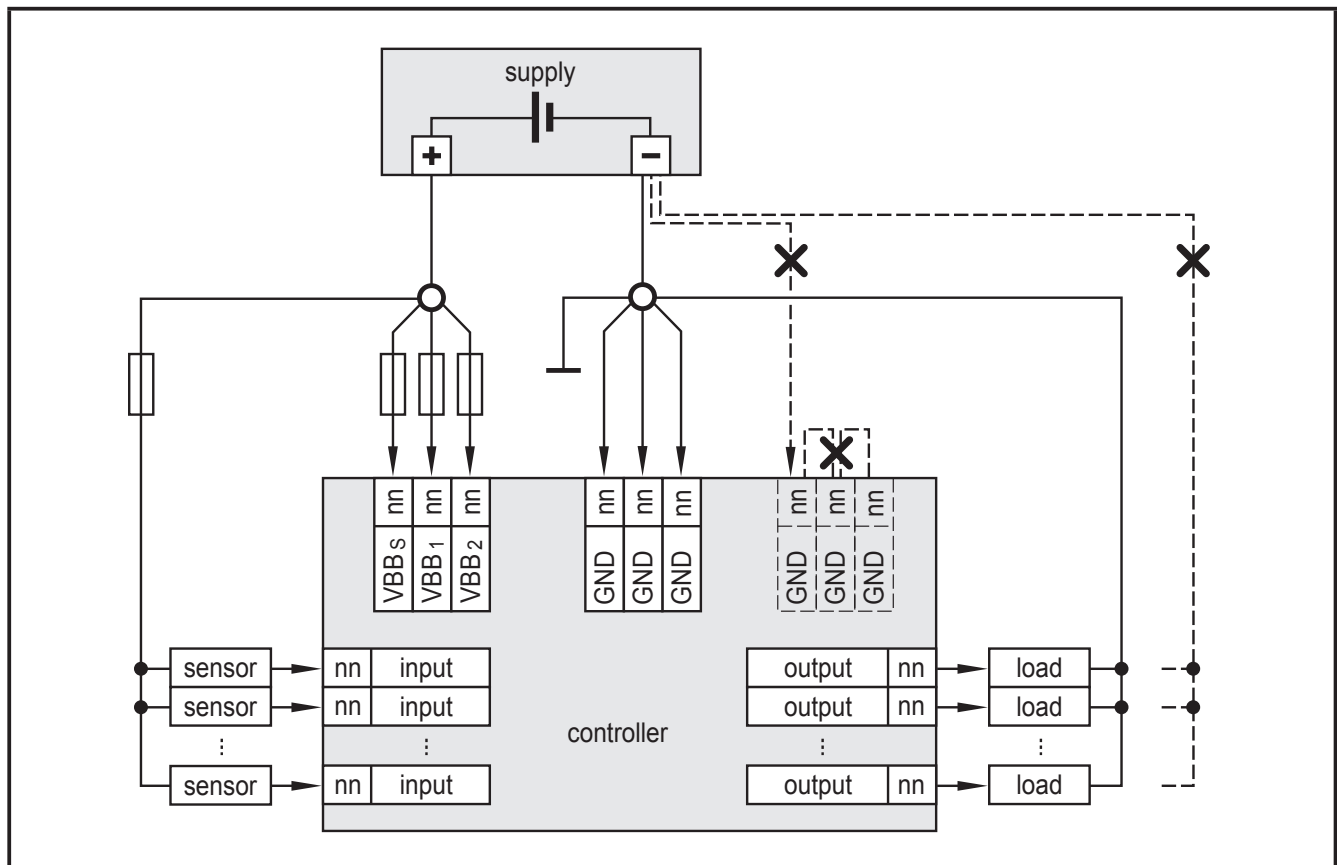 supply
+ −
nn nn nn
VBBS VBB1 VBB2
nn nn nn
GND GND GND
nn nn nn
GND GND GND
sensor nn input
output nn load
sensor nn input
output nn load
⋮ ⋮ controller ⋮ ⋮
sensor nn input
output nn load